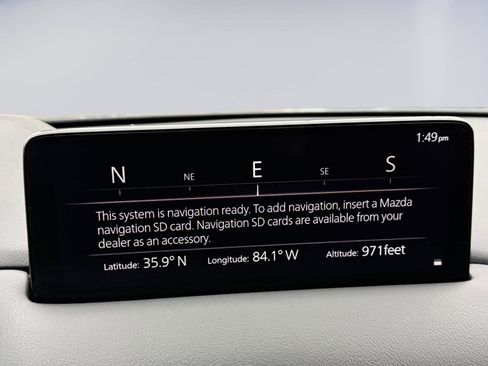 1:49pm
N NE E SE S
This system is navigation ready. To add navigation, insert a Mazda
navigation SD card. Navigation SD cards are available from your
dealer as an accessory.
Latitude: 35.9° N Longitude: 84.1° W Altitude: 971feet